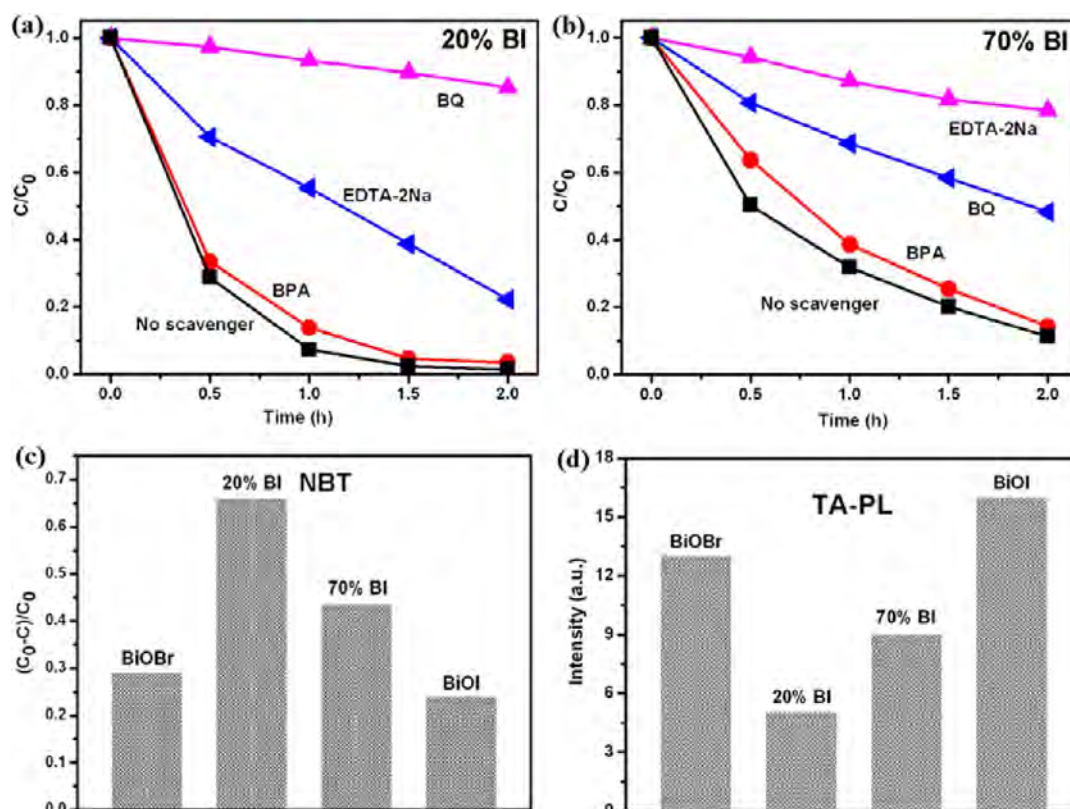 (a)
20% BI
BQ
EDTA-2Na
BPA
No scavenger
C/C0
1.0
0.8
0.6
0.4
0.2
0.0
0.0 0.5 1.0 1.5 2.0
Time (h)
(b)
70% BI
EDTA-2Na
BQ
BPA
No scavenger
C/C0
1.0
0.8
0.6
0.4
0.2
0.0
0.0 0.5 1.0 1.5 2.0
Time (h)
(c)
NBT
20% BI
70% BI
BiOBr
BiOI
(C0-C)/C0
0.7
0.6
0.5
0.4
0.3
0.2
0.1
0.0
(d)
TA-PL
BiOI
BiOBr
70% BI
20% BI
Intensity (a.u.)
18
15
12
9
6
3
0